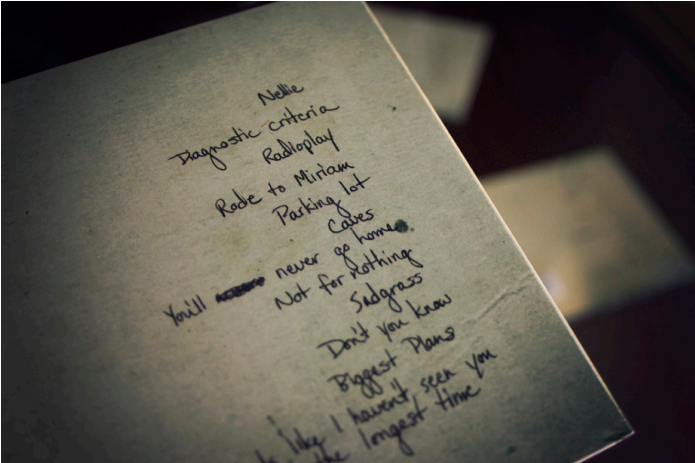 Nellie
Diagnostic criteria
Radioplay
Rode to Miriam
Parking lot
Caves
You'll never go home
Not for nothing
Sadgrass
Don't you know
Biggest Plans
like I haven't seen you
the longest time